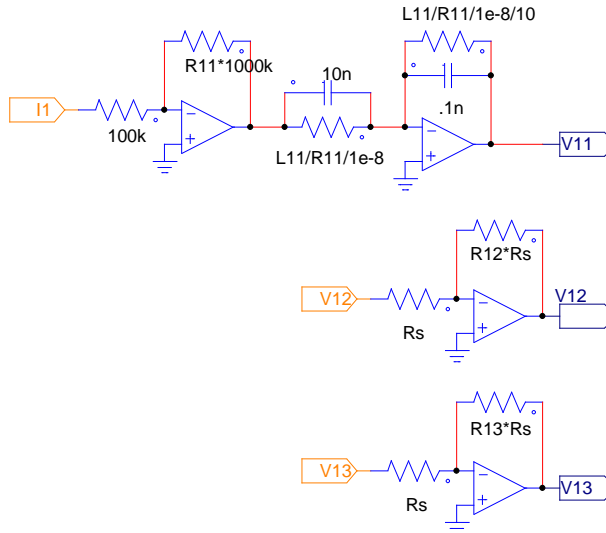 L11/R11/1e-8/10
R11*1000k
10n
I1
100k
.1n
L11/R11/1e-8
V11
R12*Rs
V12
V12
Rs
R13*Rs
V13
V13
Rs